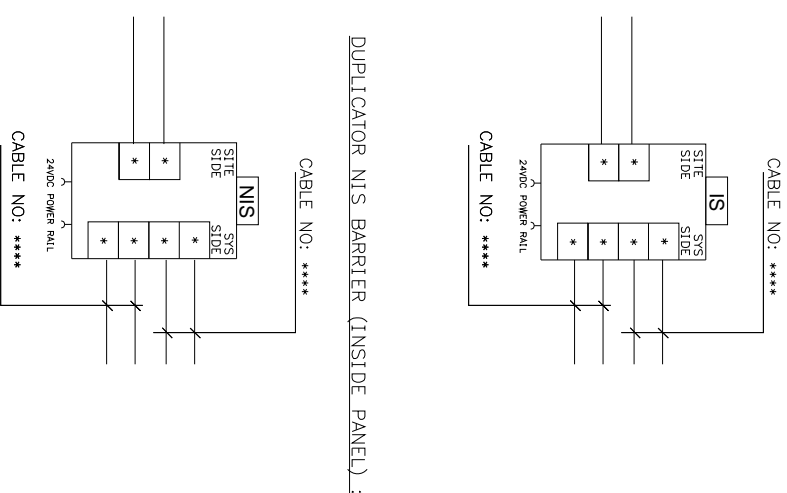 CABLE NO: ****
IS
SITE
SIDE
SYS
SIDE
*
*
*
*
*
*
24VDC POWER RAIL
CABLE NO: ****
DUPLICATOR NIS BARRIER (INSIDE PANEL) :
CABLE NO: ****
NIS
SITE
SIDE
SYS
SIDE
*
*
*
*
*
*
24VDC POWER RAIL
CABLE NO: ****